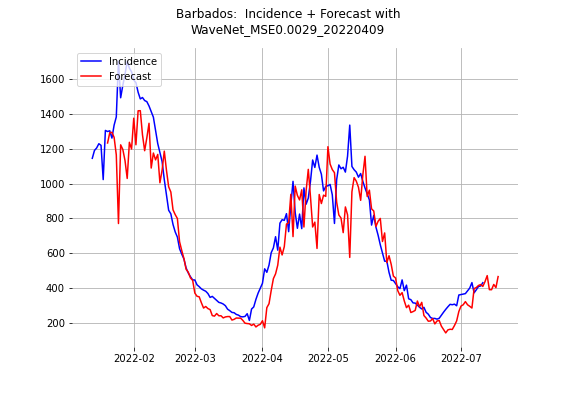 Barbados:  Incidence + Forecast with
WaveNet_MSE0.0029_20220409
Incidence
Forecast
1600
1400
1200
1000
800
600
400
200
2022-02 2022-03 2022-04 2022-05 2022-06 2022-07